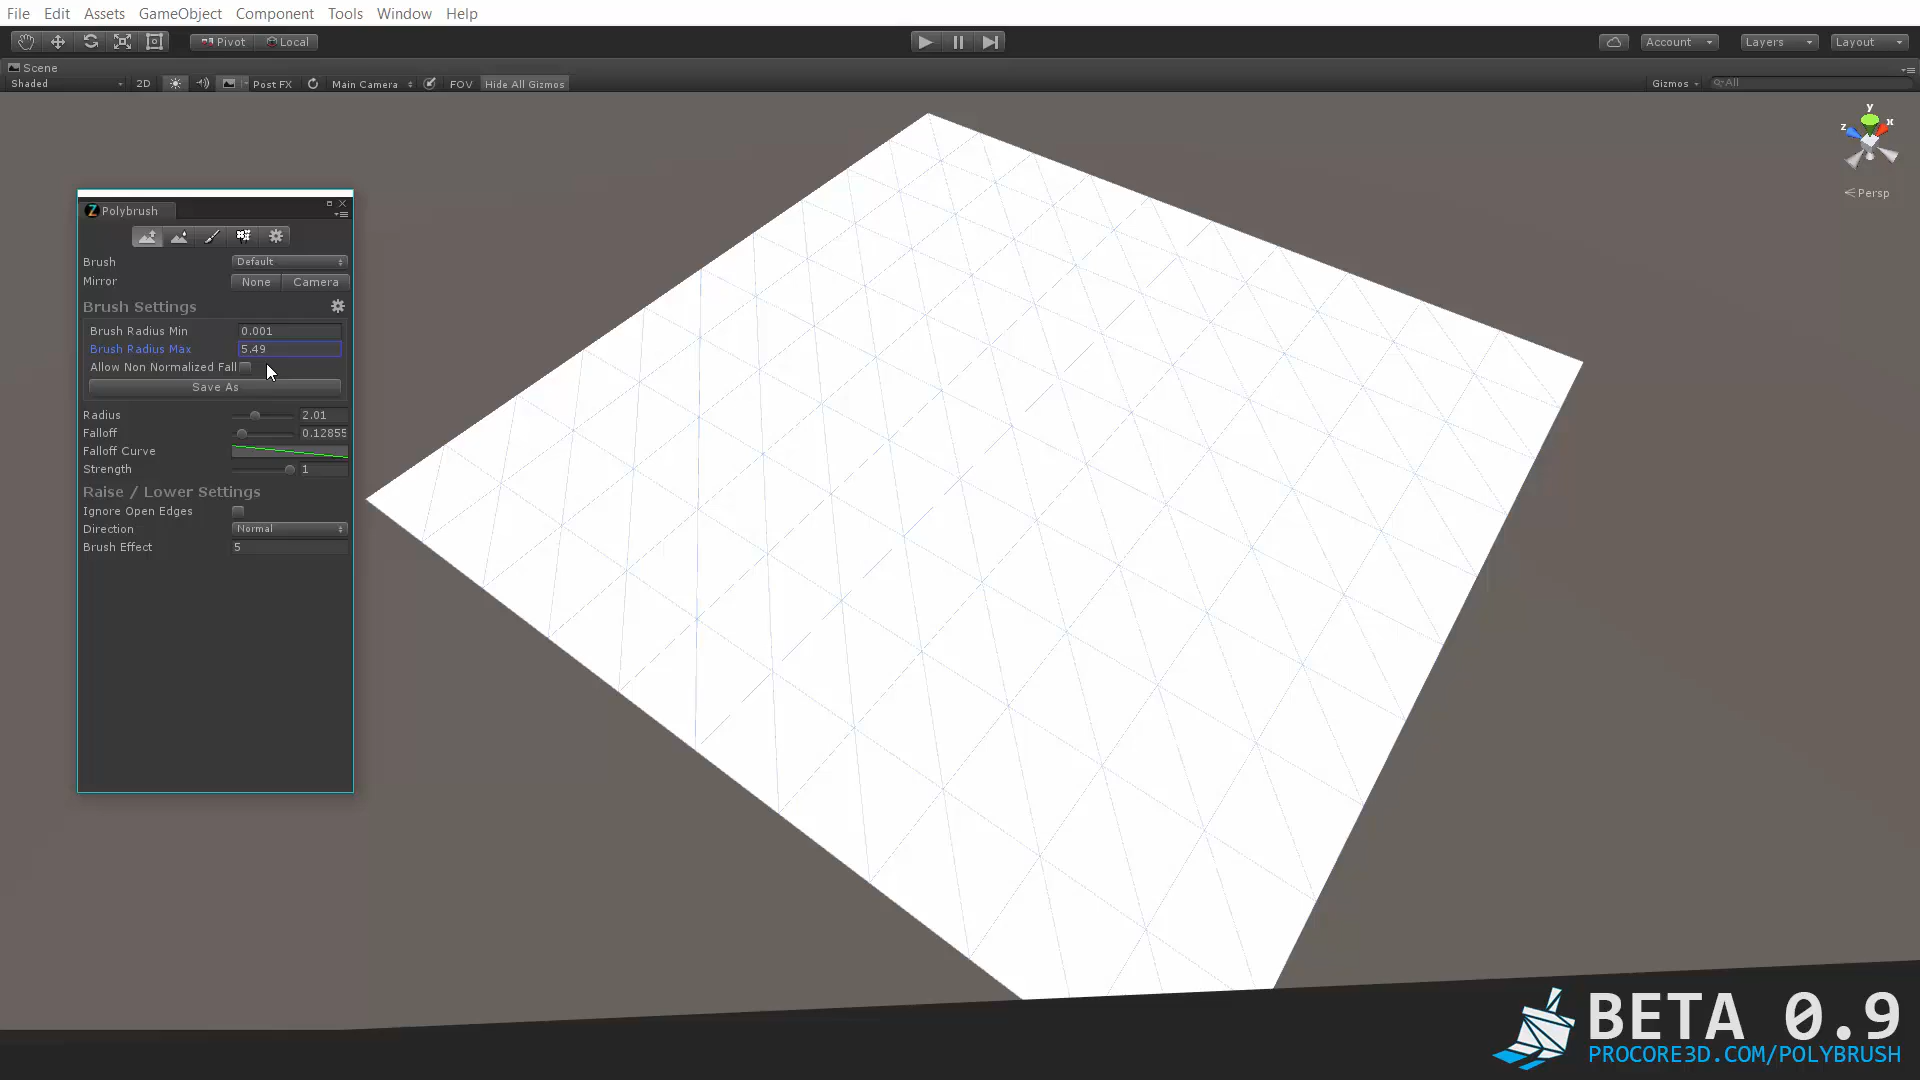 File Edit Assets GameObject Component Tools Window Help
Pivot Local Account Layers Layout
Scene
Shaded 2D Post FX Main Camera FOV Hide All Gizmos Gizmos All
y
z x
Persp
Polybrush
Brush Default
Mirror None Camera
Brush Settings
Brush Radius Min 0.001
Brush Radius Max 5.49
Allow Non Normalized Fall
Save As
Radius 2.01
Falloff 0.12855
Falloff Curve
Strength 1
Raise / Lower Settings
Ignore Open Edges
Direction Normal
Brush Effect 5
BETA 0.9
PROCORE3D.COM/POLYBRUSH